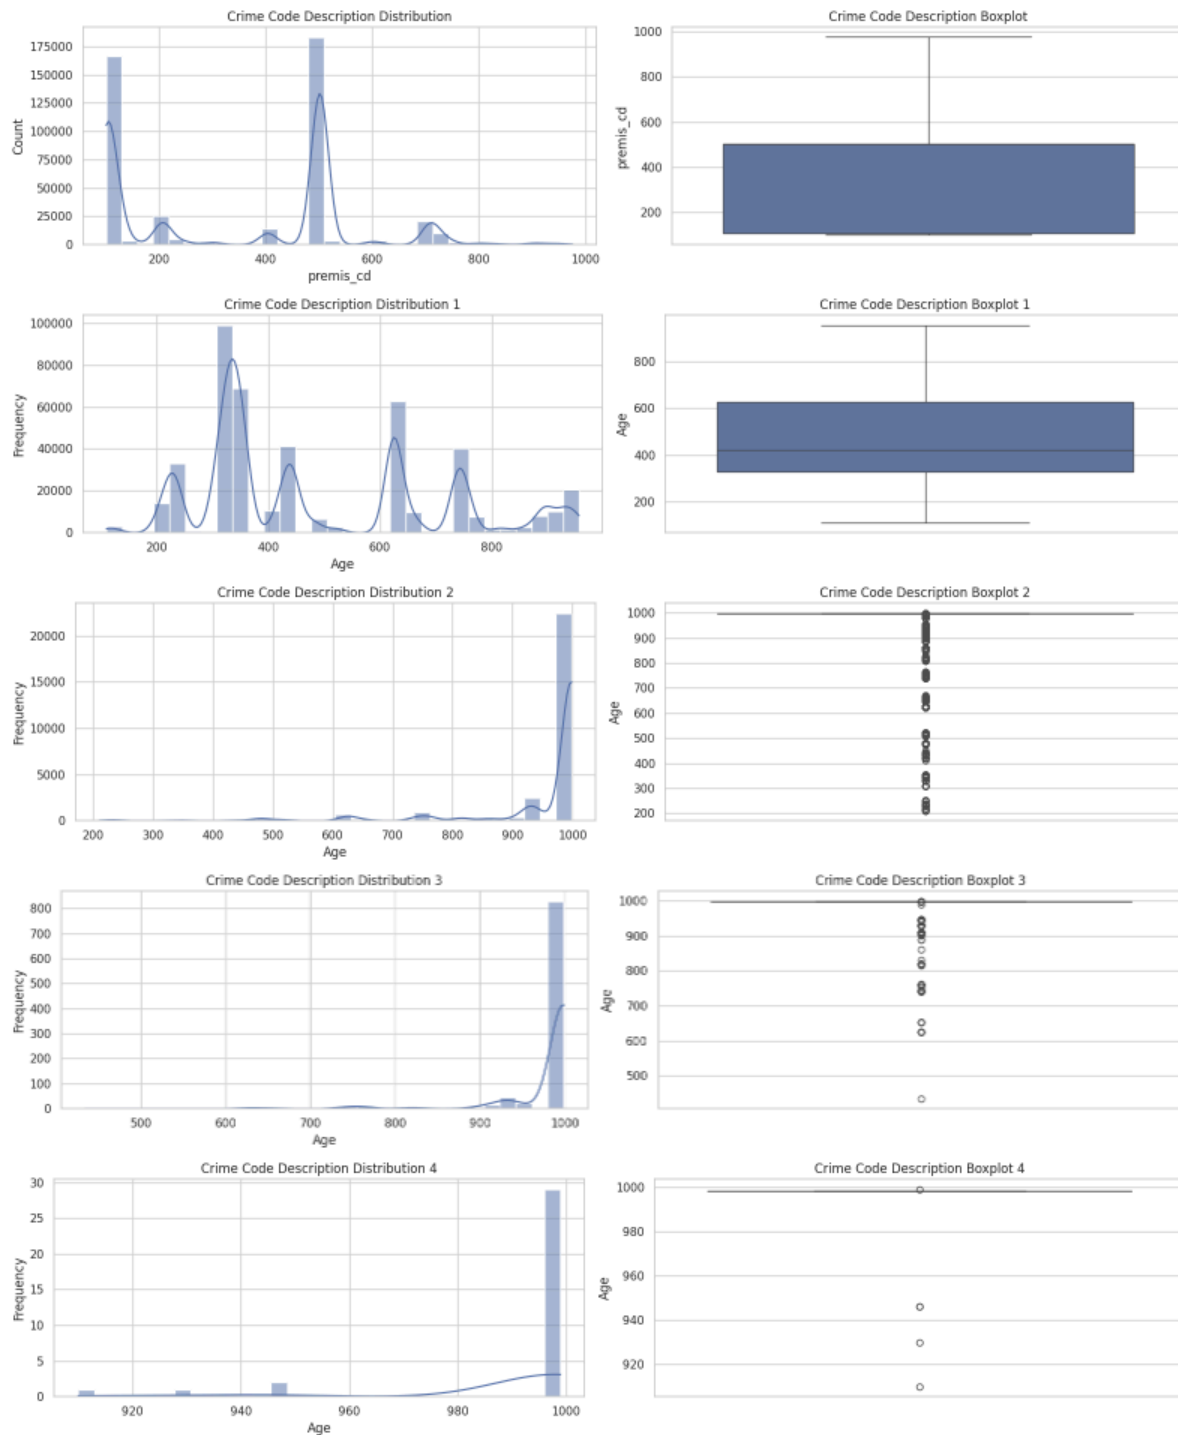 Crime Code Description Distribution
175000
150000
125000
100000
75000
50000
25000
0
Count
200 400 600 800 1000
premis_cd
Crime Code Description Boxplot
1000
800
600
400
200
premis_cd
Crime Code Description Distribution 1
100000
80000
60000
40000
20000
0
Frequency
200 400 600 800
Age
Crime Code Description Boxplot 1
800
600
400
200
Age
Crime Code Description Distribution 2
20000
15000
10000
5000
0
Frequency
200 300 400 500 600 700 800 900 1000
Age
Crime Code Description Boxplot 2
1000
900
800
700
600
500
400
300
200
Age
Crime Code Description Distribution 3
800
700
600
500
400
300
200
100
0
Frequency
500 600 700 800 900 1000
Age
Crime Code Description Boxplot 3
1000
900
800
700
600
500
Age
Crime Code Description Distribution 4
30
25
20
15
10
5
0
Frequency
920 940 960 980 1000
Age
Crime Code Description Boxplot 4
1000
980
960
940
920
Age